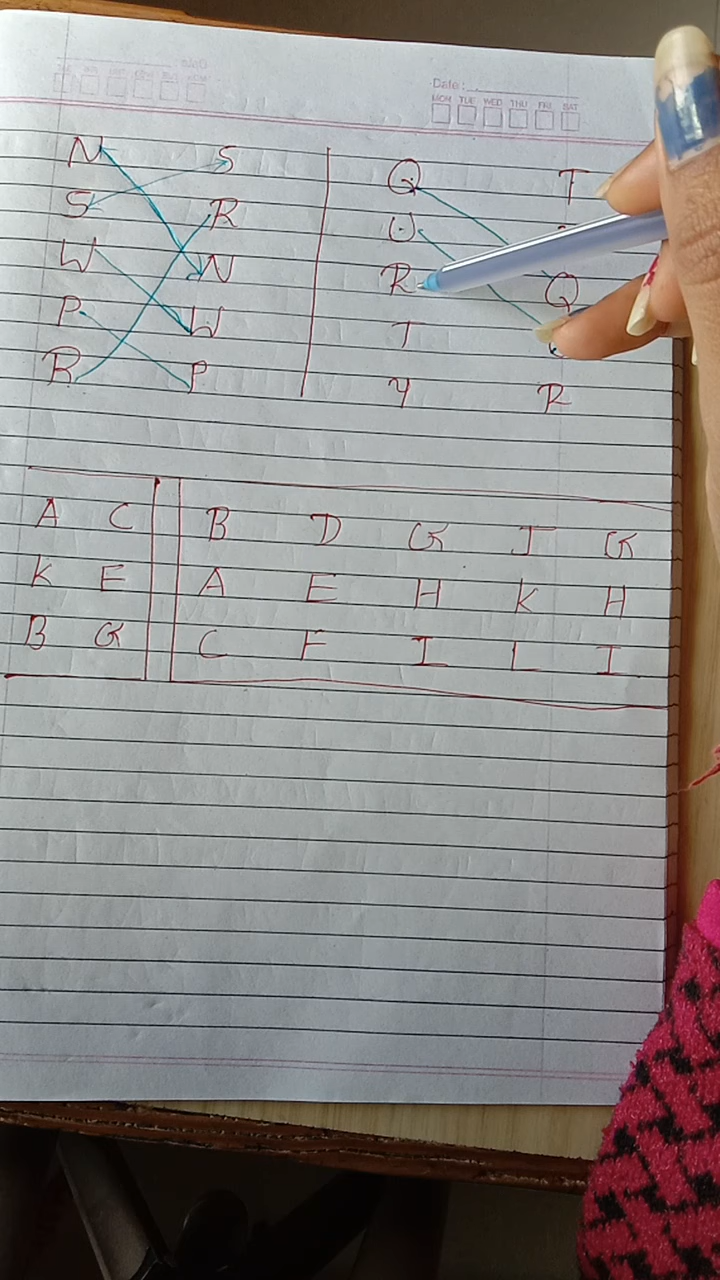 Date:
MON TUE WED THU FRI SAT
N S Q T
S R U
W N R Q
P W T
R P Y R
A C B D G J G
K E A E H K H
B G C F I L I